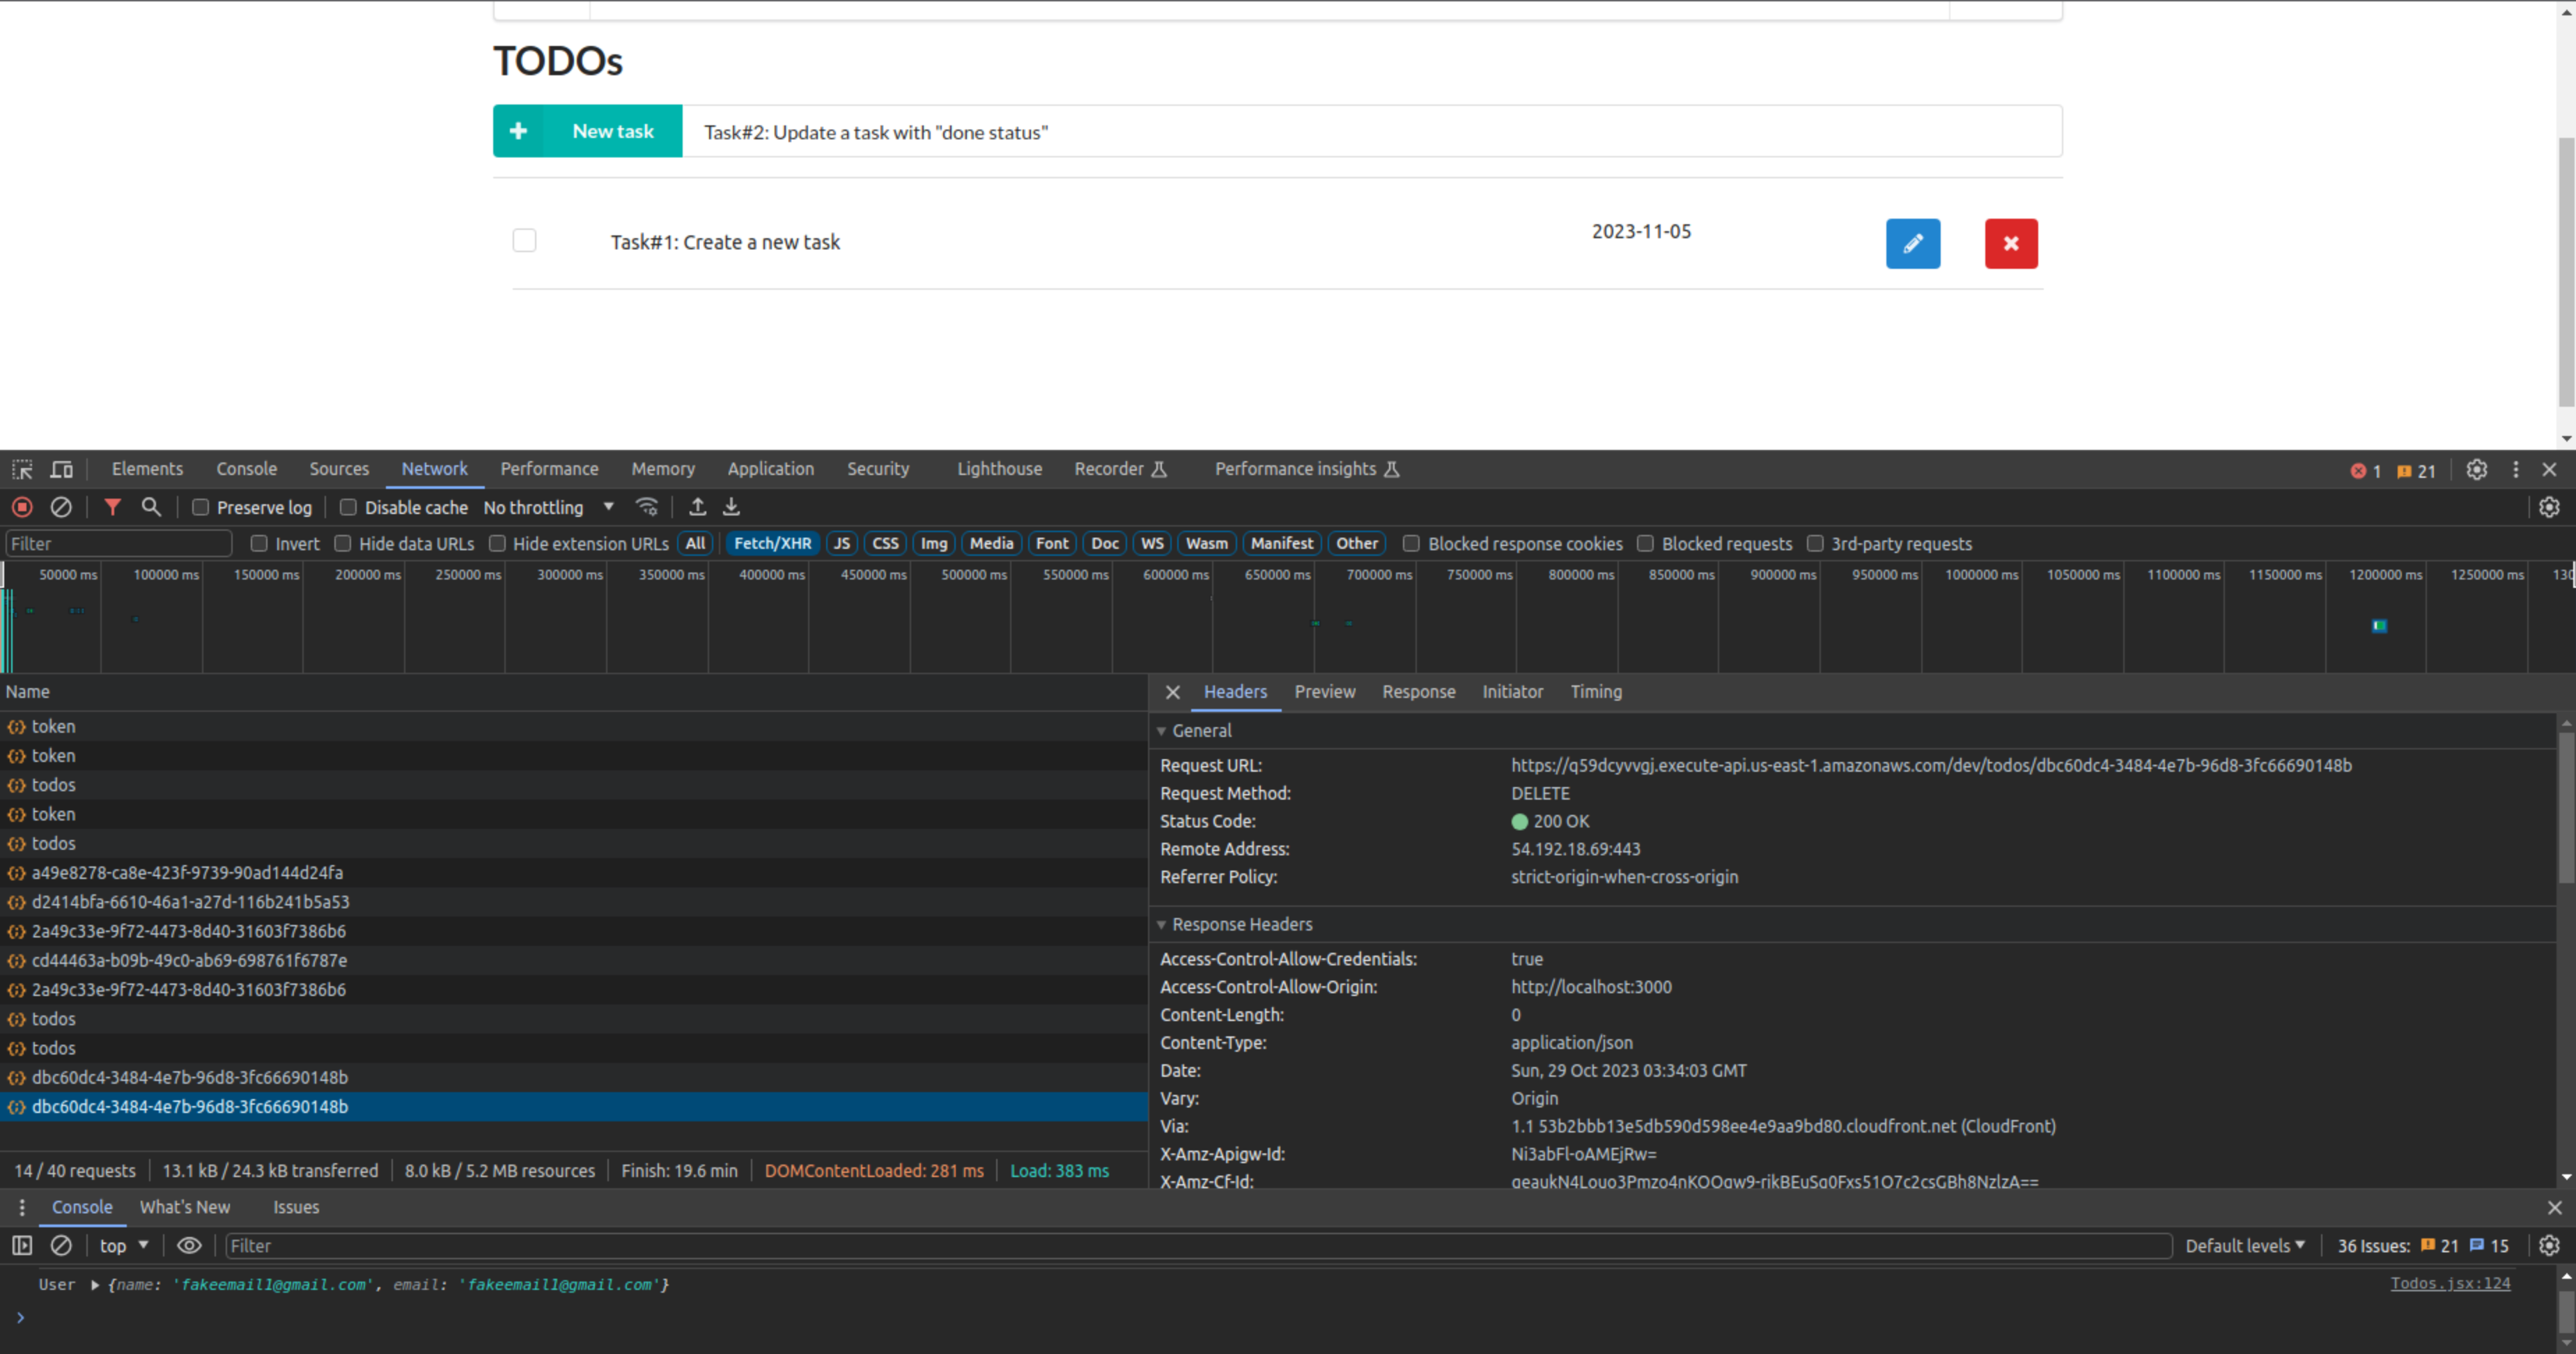 TODOs
New task Task#2: Update a task with "done status"
Task#1: Create a new task 2023-11-05
Elements Console Sources Network Performance Memory Application Security Lighthouse Recorder Performance insights 1 21
Preserve log Disable cache No throttling
Filter Invert Hide data URLs Hide extension URLs All Fetch/XHR JS CSS Img Media Font Doc WS Wasm Manifest Other Blocked response cookies Blocked requests 3rd-party requests
50000 ms 100000 ms 150000 ms 200000 ms 250000 ms 300000 ms 350000 ms 400000 ms 450000 ms 500000 ms 550000 ms 600000 ms 650000 ms 700000 ms 750000 ms 800000 ms 850000 ms 900000 ms 950000 ms 1000000 ms 1050000 ms 1100000 ms 1150000 ms 1200000 ms 1250000 ms
Name
token
token
todos
token
todos
a49e8278-ca8e-423f-9739-90ad144d24fa
d2414bfa-6610-46a1-a27d-116b241b5a53
2a49c33e-9f72-4473-8d40-31603f7386b6
cd44463a-b09b-49c0-ab69-698761f6787e
2a49c33e-9f72-4473-8d40-31603f7386b6
todos
todos
dbc60dc4-3484-4e7b-96d8-3fc66690148b
dbc60dc4-3484-4e7b-96d8-3fc66690148b
14 / 40 requests 13.1 kB / 24.3 kB transferred 8.0 kB / 5.2 MB resources Finish: 19.6 min DOMContentLoaded: 281 ms Load: 383 ms
Headers Preview Response Initiator Timing
General
Request URL: https://q59dcyvvgj.execute-api.us-east-1.amazonaws.com/dev/todos/dbc60dc4-3484-4e7b-96d8-3fc66690148b
Request Method: DELETE
Status Code: 200 OK
Remote Address: 54.192.18.69:443
Referrer Policy: strict-origin-when-cross-origin
Response Headers
Access-Control-Allow-Credentials: true
Access-Control-Allow-Origin: http://localhost:3000
Content-Length: 0
Content-Type: application/json
Date: Sun, 29 Oct 2023 03:34:03 GMT
Vary: Origin
Via: 1.1 53b2bbb13e5db590d598ee4e9aa9bd80.cloudfront.net (CloudFront)
X-Amz-Apigw-Id: Ni3abFl-oAMEjRw=
X-Amz-Cf-Id:
Console What's New Issues
top Filter Default levels 36 Issues: 21 15
User {name: 'fakeemail1@gmail.com', email: 'fakeemail1@gmail.com'} Todos.jsx:124